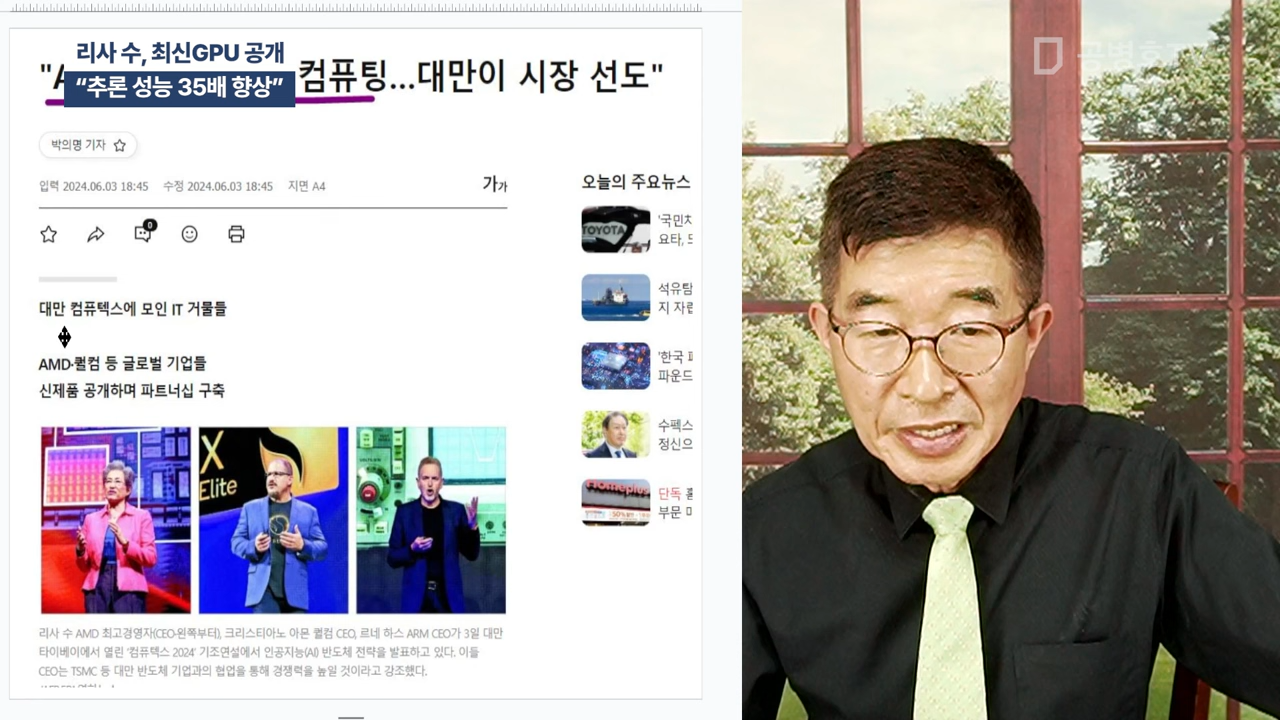 리사 수, 최신GPU 공개
“추론 성능 35배 향상”
컴퓨팅...대만이 시장 선도"
박의명 기자
입력 2024.06.03 18:45 수정 2024.06.03 18:45 지면 A4
가가
오늘의 주요뉴스
0
'국민차
요타, 도
TOYOTA
대만 컴퓨텍스에 모인 IT 거물들
석유탐
지 자립
AMD·퀄컴 등 글로벌 기업들
신제품 공개하며 파트너십 구축
'한국 파
파운드
수펙스
정신으
X
Elite
Homeplus
단독 홈
부문 매
리사 수 AMD 최고경영자(CEO·왼쪽부터), 크리스티아노 아몬 퀄컴 CEO, 르네 하스 ARM CEO가 3일 대만
타이베이에서 열린 ‘컴퓨텍스 2024’ 기조연설에서 인공지능(AI) 반도체 전략을 발표하고 있다. 이들
CEO는 TSMC 등 대만 반도체 기업과의 협업을 통해 경쟁력을 높일 것이라고 강조했다.
공병호